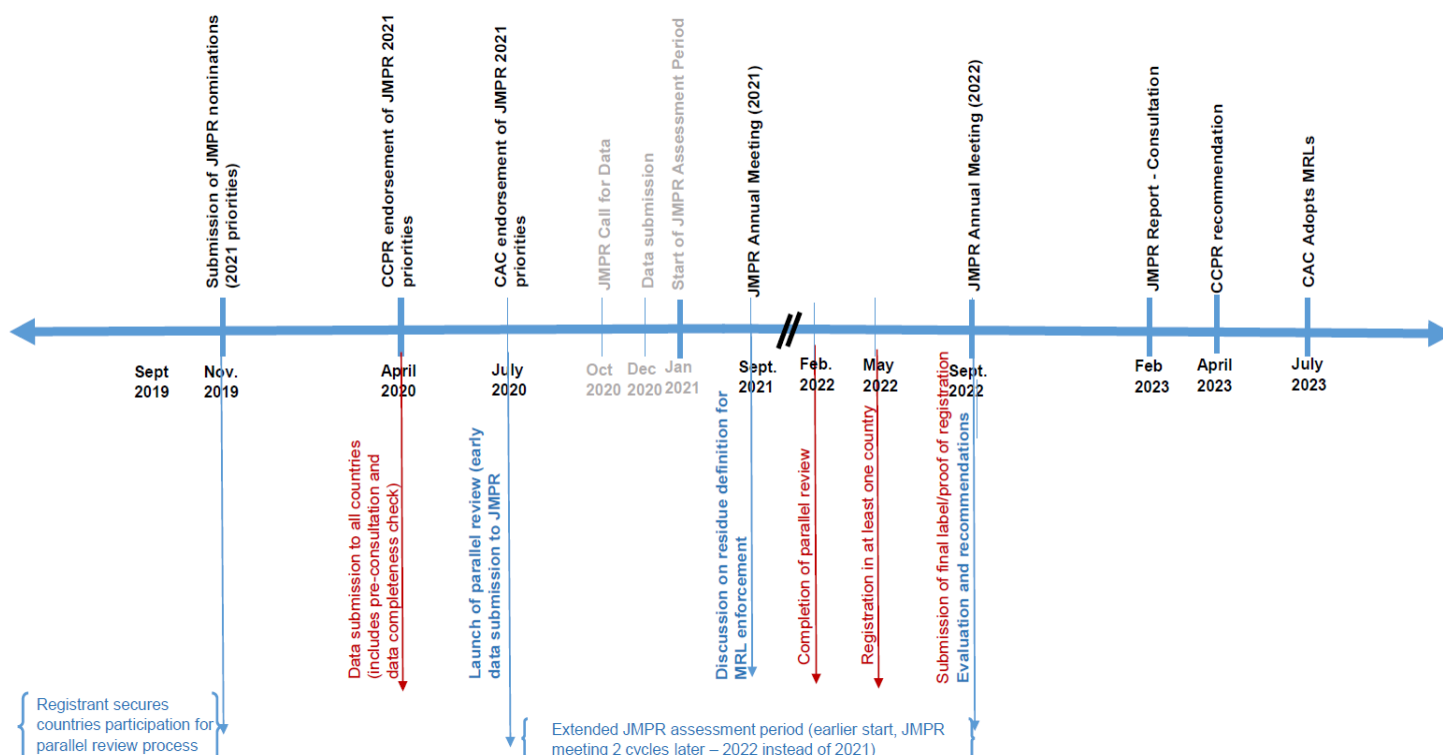 Submission of JMPR nominations
(2021 priorities)
CCPR endorsement of JMPR 2021
priorities
CAC endorsement of JMPR 2021
priorities
JMPR Call for Data
Data submission
Start of JMPR Assessment Period
JMPR Annual Meeting (2021)
JMPR Annual Meeting (2022)
JMPR Report - Consultation
CCPR recommendation
CAC Adopts MRLs
Sept
2019
Nov.
2019
April
2020
July
2020
Oct
2020
Dec
2020
Jan
2021
Sept.
2021
Feb.
2022
May
2022
Sept.
2022
Feb
2023
April
2023
July
2023
Data submission to all countries
(includes pre-consultation and
data completeness check)
Launch of parallel review (early
data submission to JMPR
Discussion on residue definition for
MRL enforcement
Completion of parallel review
Registration in at least one country
Submission of final label/proof of registration
Evaluation and recommendations
Registrant secures
countries participation for
parallel review process
Extended JMPR assessment period (earlier start, JMPR
meeting 2 cycles later – 2022 instead of 2021)